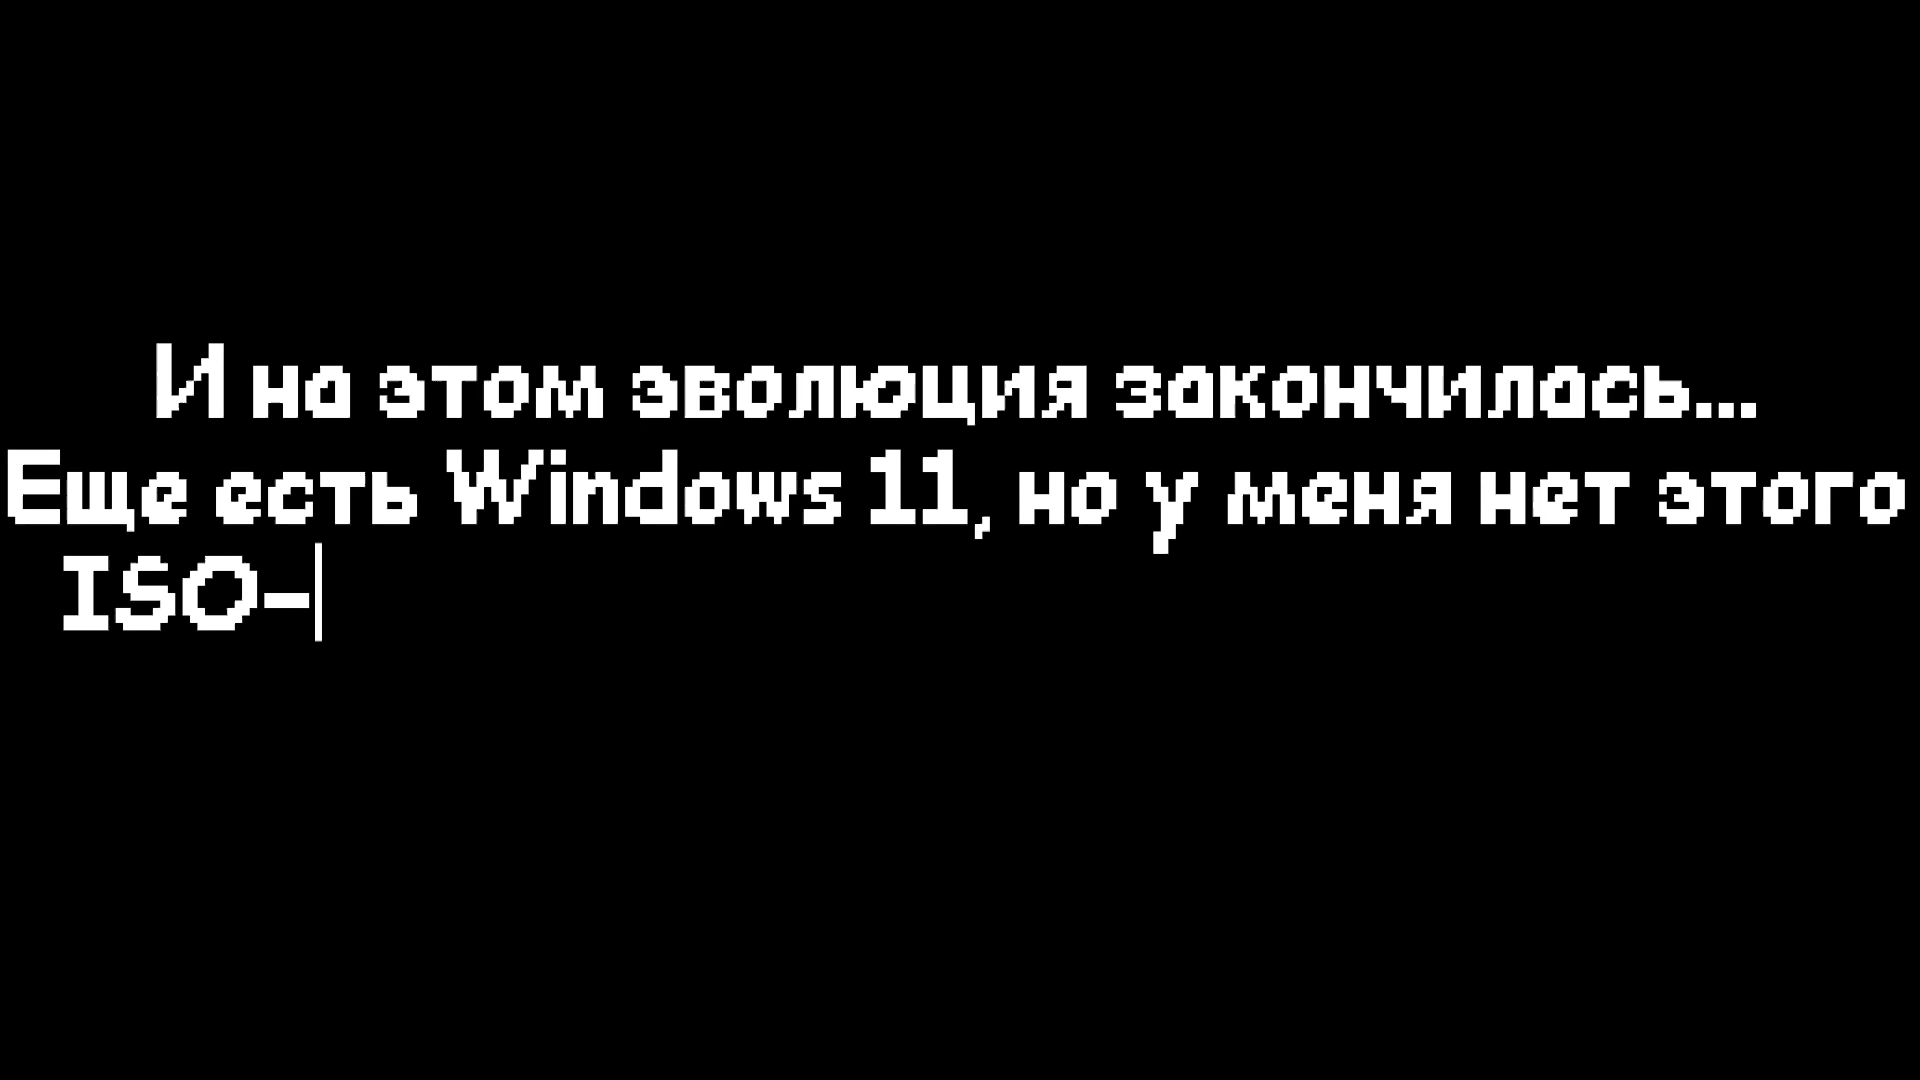 И на этом эволюция закончилась...
Еще есть Windows 11, но у меня нет этого
ISO-